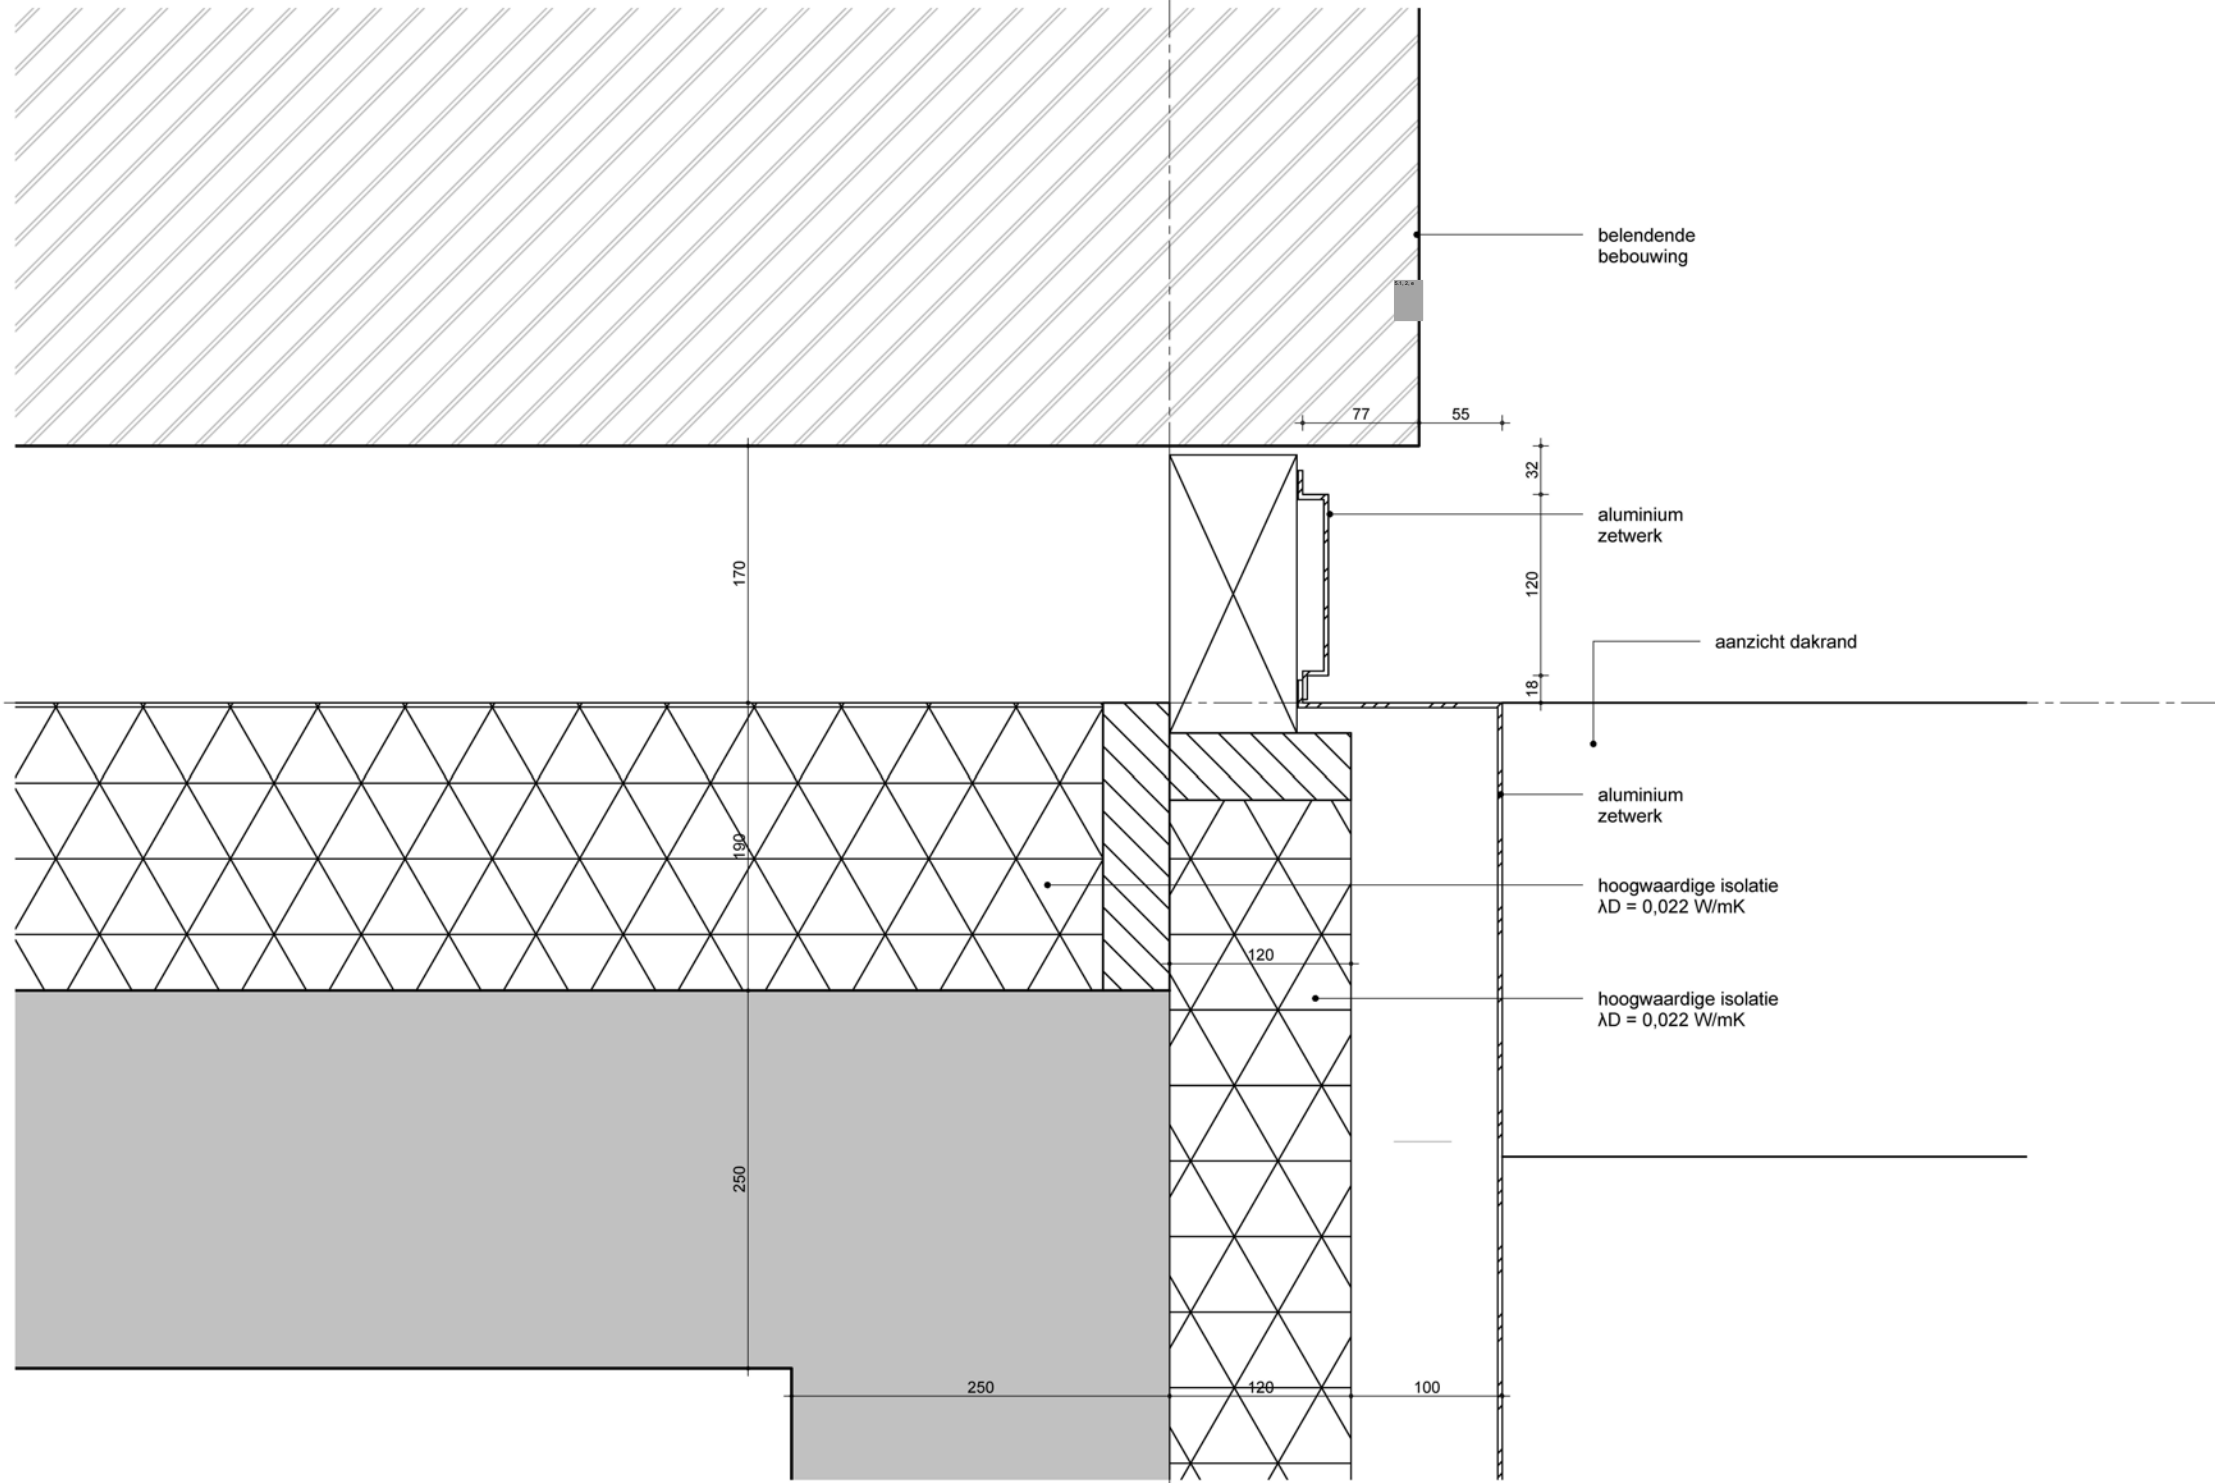 belendende
bebouwing
77
55
32
aluminium
zetwerk
170
120
aanzicht dakrand
18
aluminium
zetwerk
190
hoogwaardige isolatie
λD = 0,022 W/mK
120
hoogwaardige isolatie
λD = 0,022 W/mK
250
250
120
100